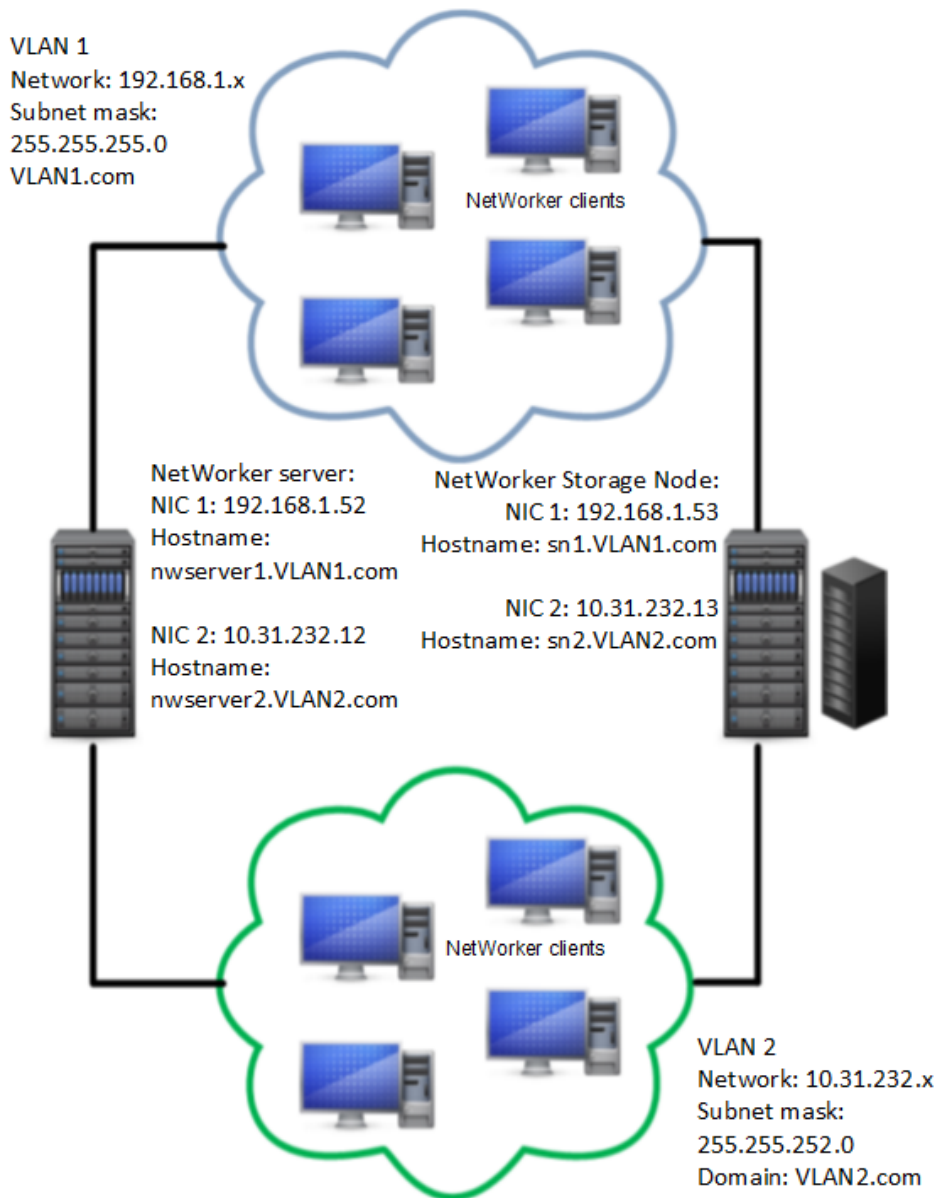 VLAN 1
Network: 192.168.1.x
Subnet mask:
255.255.255.0
VLAN1.com
NetWorker clients
NetWorker server:
NIC 1: 192.168.1.52
Hostname:
nwserver1.VLAN1.com
NIC 2: 10.31.232.12
Hostname:
nwserver2.VLAN2.com
NetWorker Storage Node:
NIC 1: 192.168.1.53
Hostname: sn1.VLAN1.com
NIC 2: 10.31.232.13
Hostname: sn2.VLAN2.com
NetWorker clients
VLAN 2
Network: 10.31.232.x
Subnet mask:
255.255.252.0
Domain: VLAN2.com